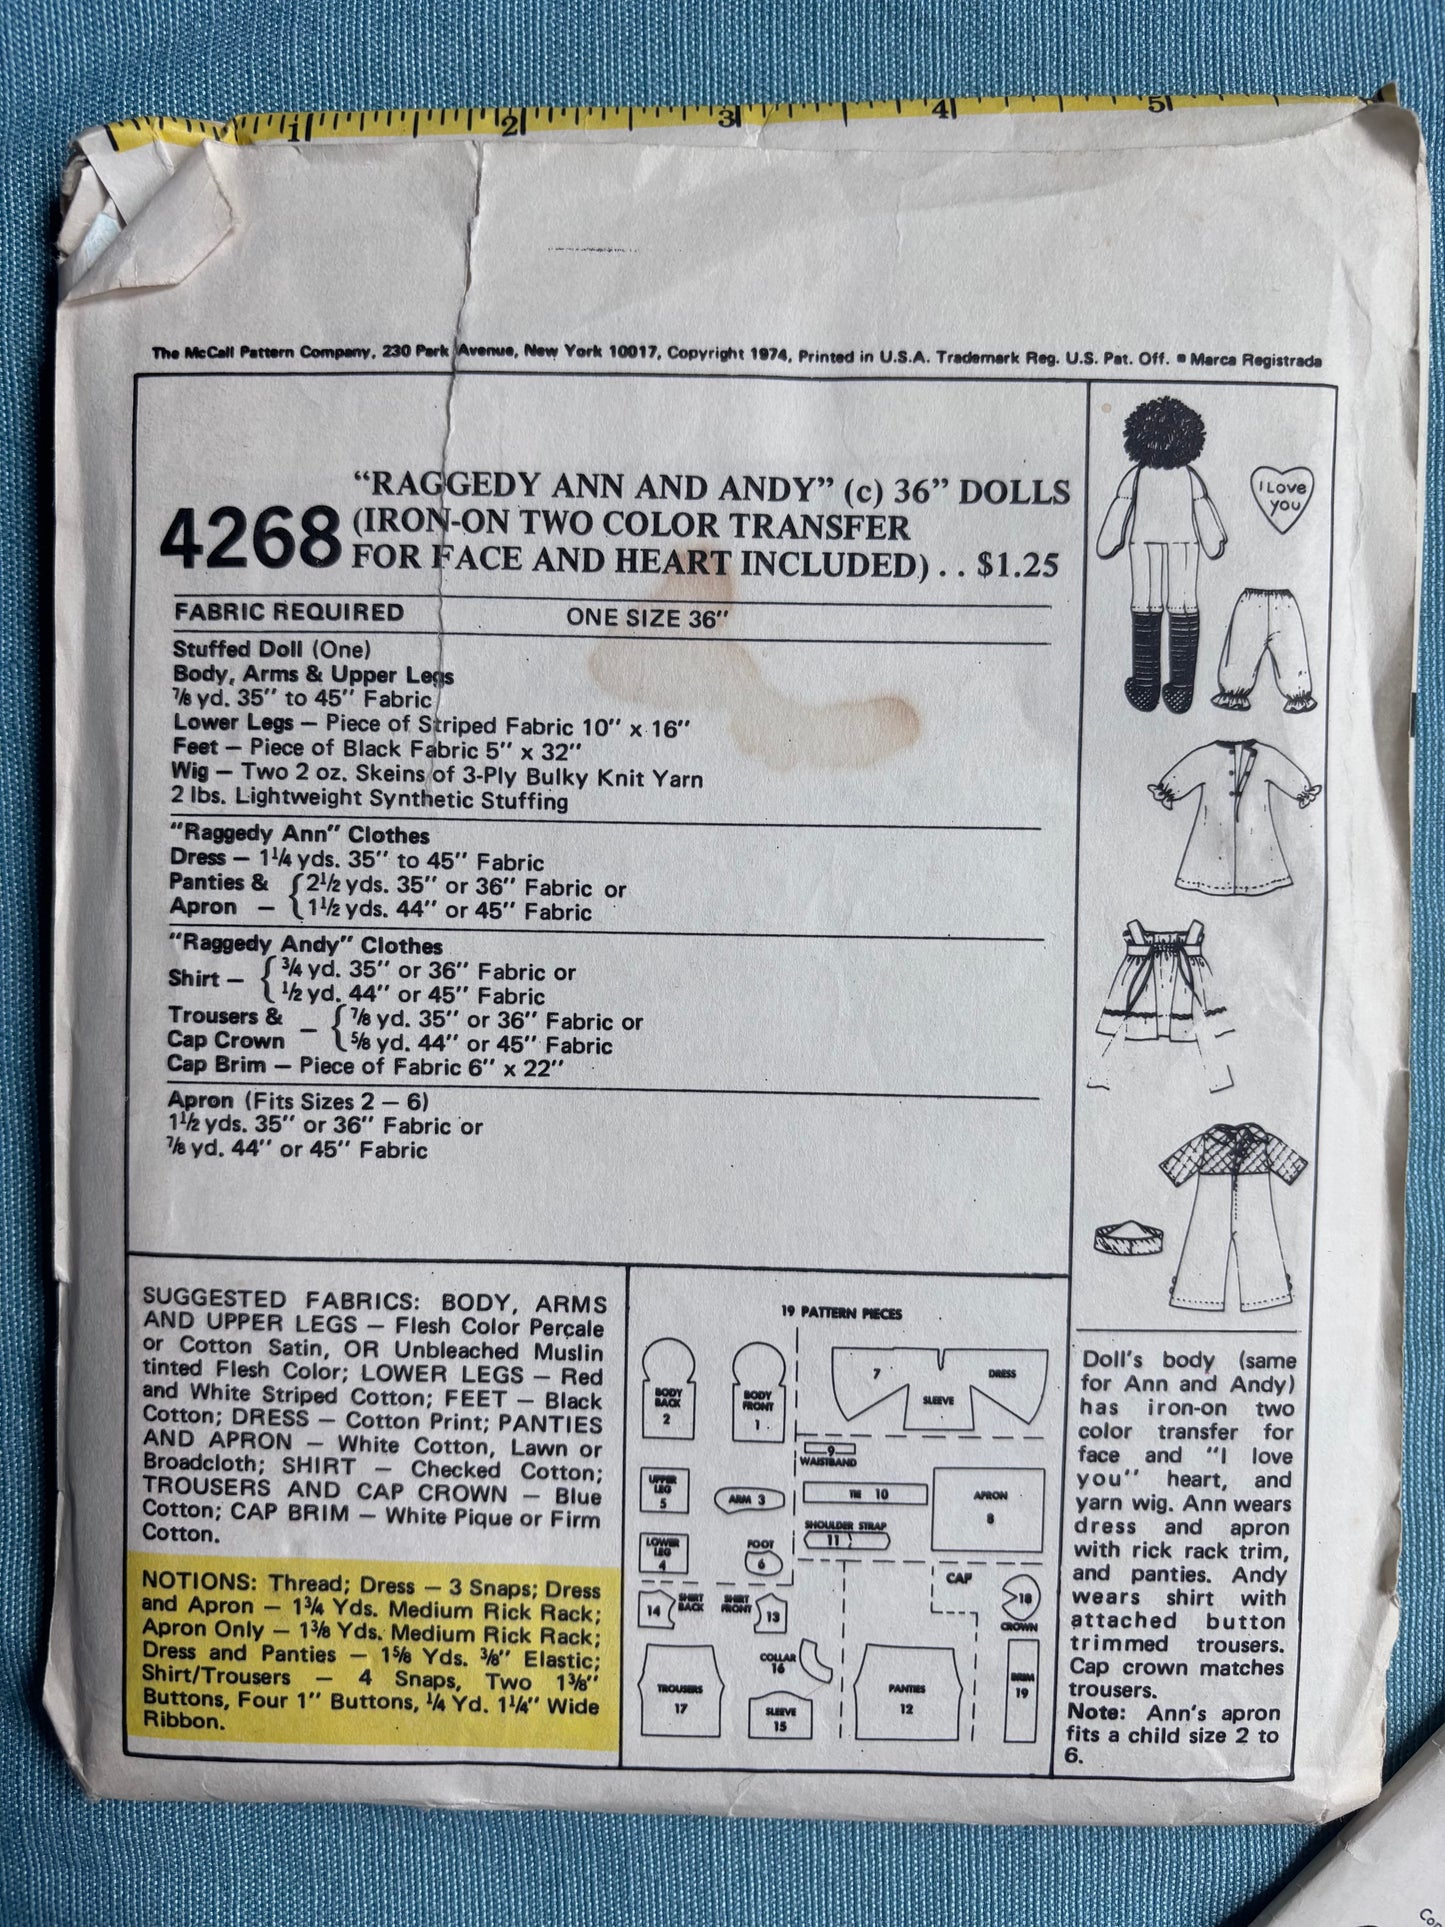 1 2 3 4 5
The McCall Pattern Company, 230 Park Avenue, New York 10017, Copyright 1974, Printed in U.S.A. Trademark Reg. U.S. Pat. Off. ▪ Marca Registrada
4268
“RAGGEDY ANN AND ANDY” (c) 36” DOLLS
(IRON-ON TWO COLOR TRANSFER
FOR FACE AND HEART INCLUDED) . . $1.25
FABRIC REQUIRED ONE SIZE 36”
Stuffed Doll (One)
Body, Arms & Upper Legs
⅞ yd. 35” to 45” Fabric
Lower Legs – Piece of Striped Fabric 10” x 16”
Feet – Piece of Black Fabric 5” x 32”
Wig – Two 2 oz. Skeins of 3-Ply Bulky Knit Yarn
2 lbs. Lightweight Synthetic Stuffing
“Raggedy Ann” Clothes
Dress – 1¼ yds. 35” to 45” Fabric
Panties & { 2½ yds. 35” or 36” Fabric or
Apron – { 1½ yds. 44” or 45” Fabric
“Raggedy Andy” Clothes
Shirt – { ¾ yd. 35” or 36” Fabric or
½ yd. 44” or 45” Fabric
Trousers & – { ⅞ yd. 35” or 36” Fabric or
Cap Crown ⅝ yd. 44” or 45” Fabric
Cap Brim – Piece of Fabric 6” x 22”
Apron (Fits Sizes 2 – 6)
1½ yds. 35” or 36” Fabric or
⅞ yd. 44” or 45” Fabric
I Love
you
SUGGESTED FABRICS: BODY, ARMS
AND UPPER LEGS – Flesh Color Percale
or Cotton Satin, OR Unbleached Muslin
tinted Flesh Color; LOWER LEGS – Red
and White Striped Cotton; FEET – Black
Cotton; DRESS – Cotton Print; PANTIES
AND APRON – White Cotton, Lawn or
Broadcloth; SHIRT – Checked Cotton;
TROUSERS AND CAP CROWN – Blue
Cotton; CAP BRIM – White Pique or Firm
Cotton.
NOTIONS: Thread; Dress – 3 Snaps; Dress
and Apron – 1¾ Yds. Medium Rick Rack;
Apron Only – 1⅜ Yds. Medium Rick Rack;
Dress and Panties – 1⅝ Yds. ⅜” Elastic;
Shirt/Trousers – 4 Snaps, Two 1⅜”
Buttons, Four 1” Buttons, ¼ Yd. 1¼” Wide
Ribbon.
19 PATTERN PIECES
BODY
BACK
2
BODY
FRONT
1
7
SLEEVE
DRESS
9
WAISTBAND
UPPER
LEG
5
ARM 3
TIE 10
APRON
8
SHOULDER STRAP
11
LOWER
LEG
4
FOOT
6
CAP
14
SHIRT
BACK
SHIRT
FRONT
13
18
CROWN
COLLAR
16
TROUSERS
17
SLEEVE
15
PANTIES
12
BRIM
19
Doll's body (same
for Ann and Andy)
has iron-on two
color transfer for
face and “I love
you” heart, and
yarn wig. Ann wears
dress and apron
with rick rack trim,
and panties. Andy
wears shirt with
attached button
trimmed trousers.
Cap crown matches
trousers.
Note: Ann's apron
fits a child size 2 to
6.